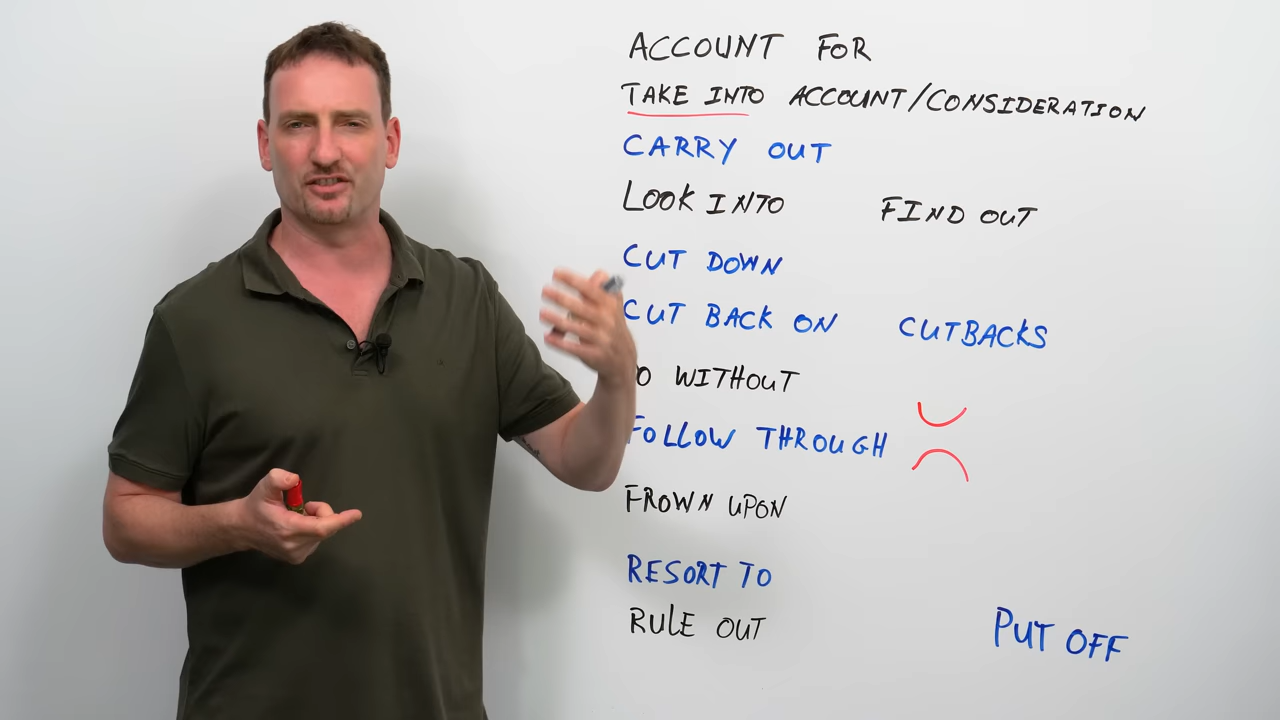 ACCOUNT FOR
TAKE INTO ACCOUNT/CONSIDERATION
CARRY OUT
LOOK INTO FIND OUT
CUT DOWN
CUT BACK ON CUTBACKS
WITHOUT
FOLLOW THROUGH
FROWN UPON
RESORT TO
RULE OUT
PUT OFF